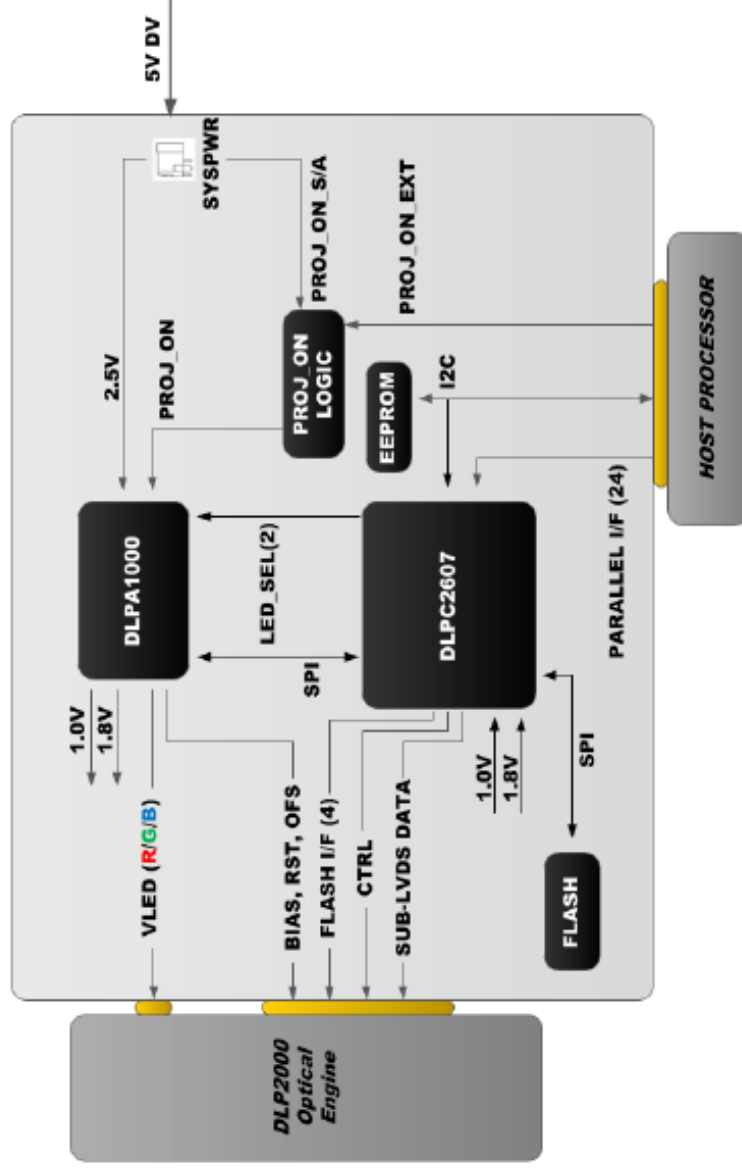 DLP2000
Optical
Engine
VLED (R/G/B)
BIAS, RST, OFS
FLASH I/F (4)
CTRL
SUB-LVDS DATA
FLASH
1.0V
1.8V
DLPA1000
SPI
LED_SEL(2)
DLPC2607
1.0V
1.8V
SPI
2.5V
PROJ_ON
PROJ_ON
LOGIC
EEPROM
I2C
PARALLEL I/F (24)
SYSPWR
PROJ_ON_S/A
PROJ_ON_EXT
5V DV
HOST PROCESSOR